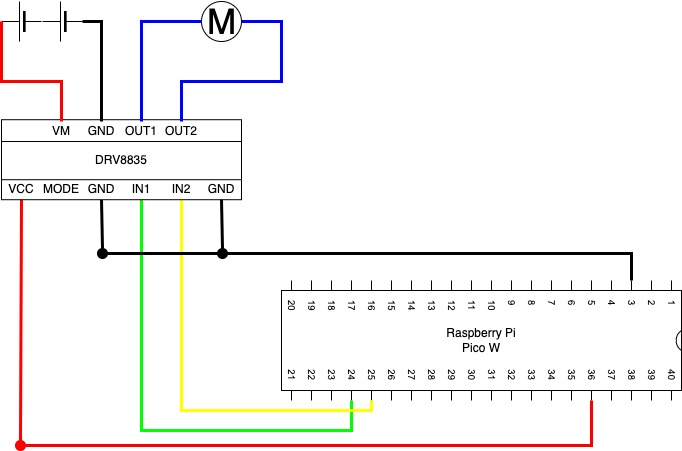 M
VM GND OUT1 OUT2
DRV8835
VCC MODE GND IN1 IN2 GND
20 19 18 17 16 15 14 13 12 11 10 9 8 7 6 5 4 3 2 1
Raspberry Pi
Pico W
21 22 23 24 25 26 27 28 29 30 31 32 33 34 35 36 37 38 39 40